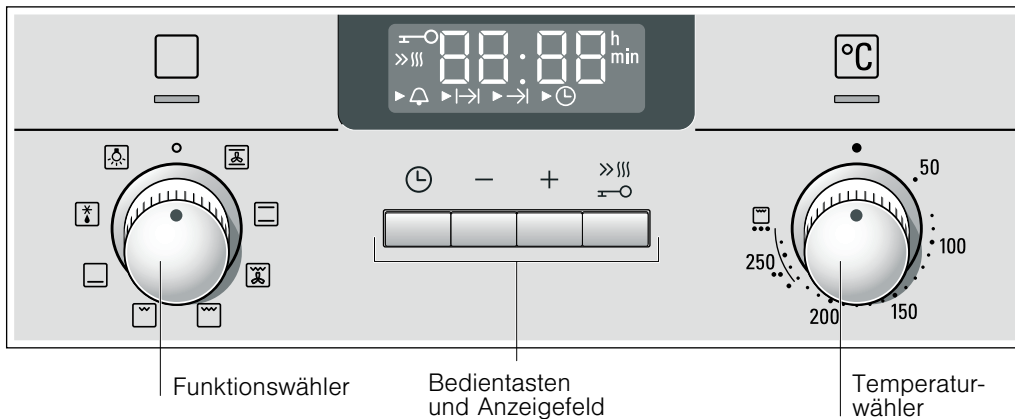 88:88 h
min
°C
50
100
150
200
250
Funktionswähler
Bedientasten
und Anzeigefeld
Temperatur-
wähler